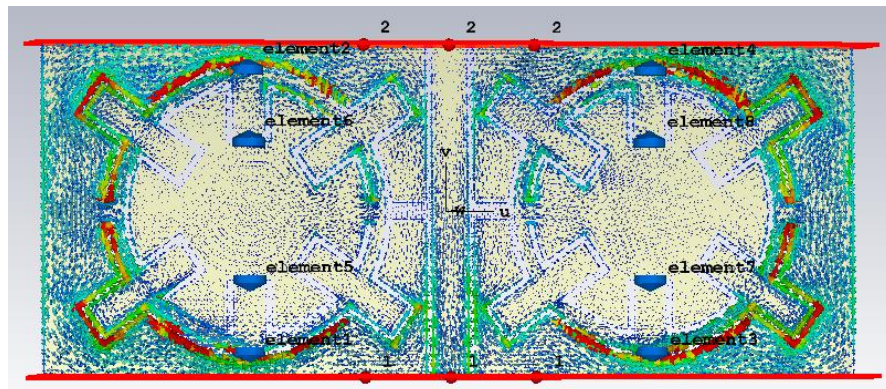 2 2 2
element2 element4
element6 element8
v
u
element5 element7
element1 element3
1 1 1